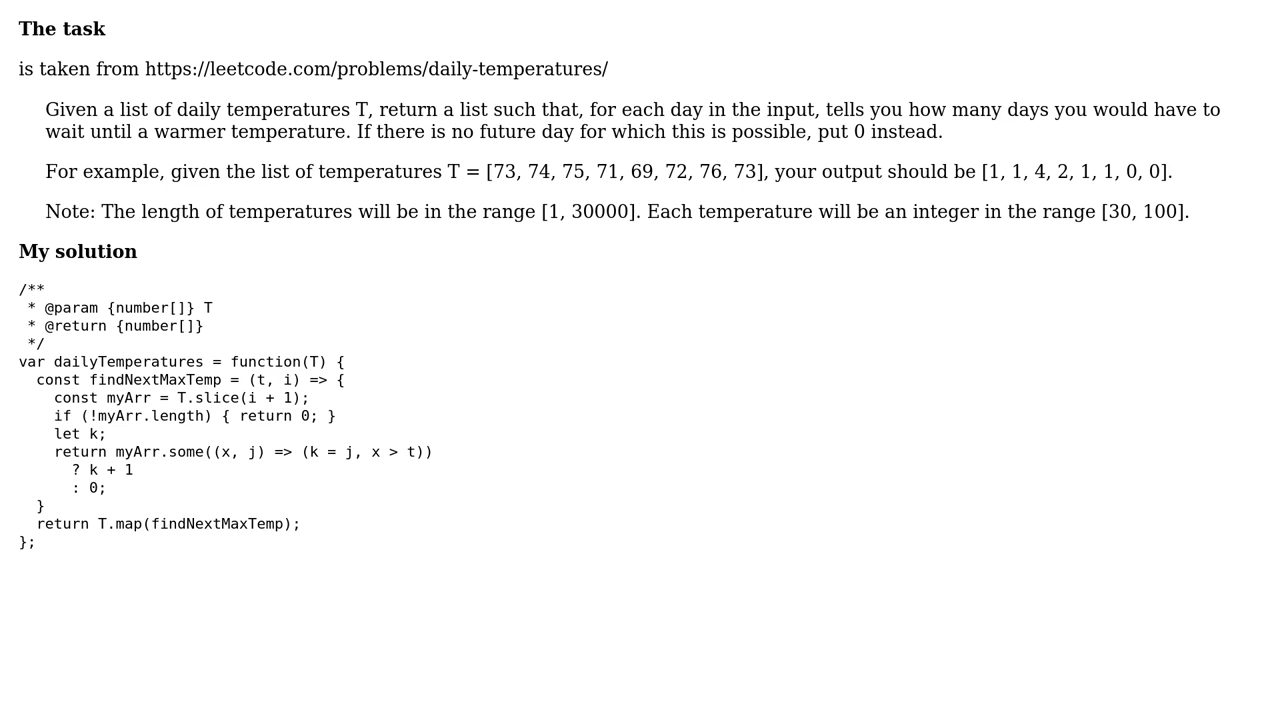 The task
is taken from https://leetcode.com/problems/daily-temperatures/
Given a list of daily temperatures T, return a list such that, for each day in the input, tells you how many days you would have to
wait until a warmer temperature. If there is no future day for which this is possible, put 0 instead.
For example, given the list of temperatures T = [73, 74, 75, 71, 69, 72, 76, 73], your output should be [1, 1, 4, 2, 1, 1, 0, 0].
Note: The length of temperatures will be in the range [1, 30000]. Each temperature will be an integer in the range [30, 100].
My solution
/**
 * @param {number[]} T
 * @return {number[]}
 */
var dailyTemperatures = function(T) {
  const findNextMaxTemp = (t, i) => {
    const myArr = T.slice(i + 1);
    if (!myArr.length) { return 0; }
    let k;
    return myArr.some((x, j) => (k = j, x > t))
      ? k + 1
      : 0;
  }
  return T.map(findNextMaxTemp);
};